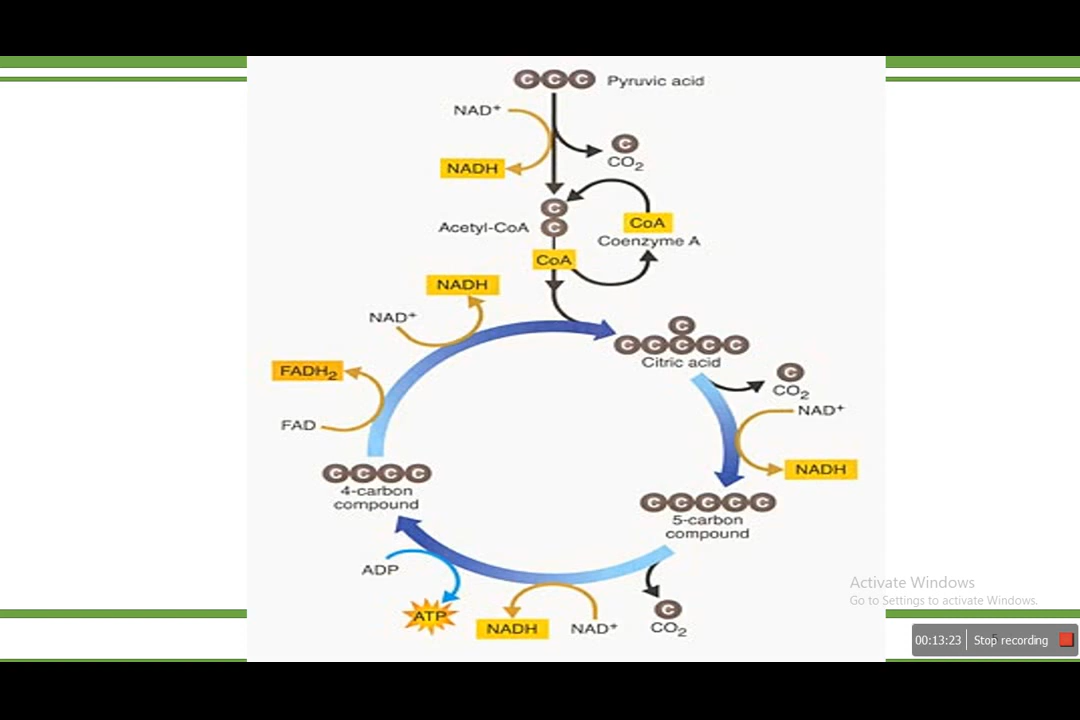 C C C Pyruvic acid
NAD+
C
CO2
NADH
C
C
Acetyl-CoA
CoA
Coenzyme A
CoA
NADH
NAD+
C
C C C C C
Citric acid
FADH2
C
CO2
NAD+
FAD
NADH
C C C C
4-carbon
compound
C C C C C
5-carbon
compound
ADP
ATP
NADH
NAD+
C
CO2
Activate Windows
Go to Settings to activate Windows.
00:13:23 Stop recording